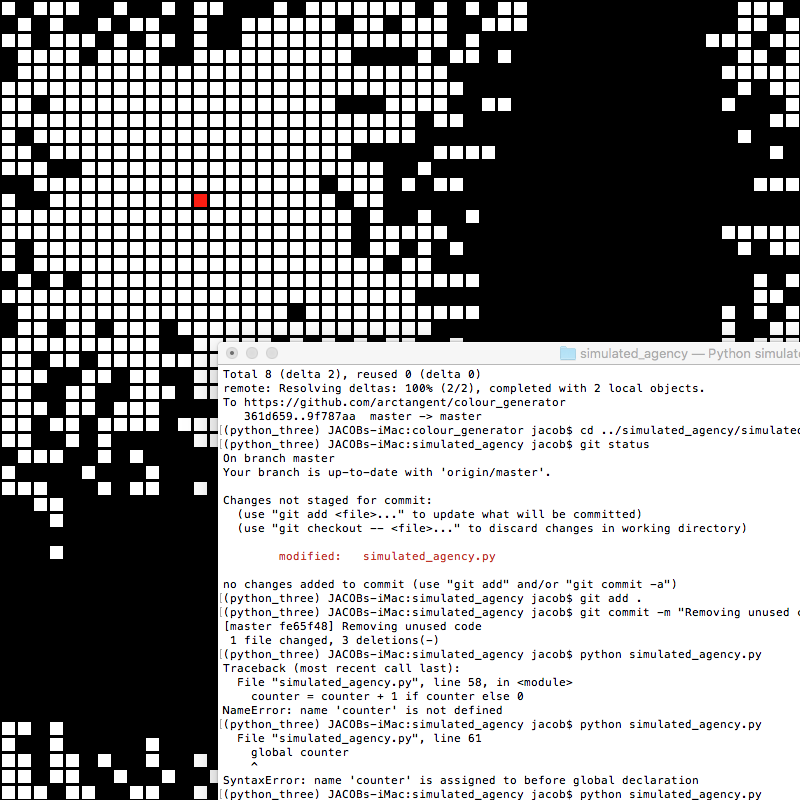 simulated_agency — Python simulat
Total 8 (delta 2), reused 0 (delta 0)
remote: Resolving deltas: 100% (2/2), completed with 2 local objects.
To https://github.com/arctangent/colour_generator
   361d659..9f787aa  master -> master
[(python_three) JACOBs-iMac:colour_generator jacob$ cd ../simulated_agency/simulated
[(python_three) JACOBs-iMac:simulated_agency jacob$ git status
On branch master
Your branch is up-to-date with 'origin/master'.
Changes not staged for commit:
  (use "git add <file>..." to update what will be committed)
  (use "git checkout -- <file>..." to discard changes in working directory)
        modified:   simulated_agency.py
no changes added to commit (use "git add" and/or "git commit -a")
[(python_three) JACOBs-iMac:simulated_agency jacob$ git add .
[(python_three) JACOBs-iMac:simulated_agency jacob$ git commit -m "Removing unused c
[master fe65f48] Removing unused code
 1 file changed, 3 deletions(-)
[(python_three) JACOBs-iMac:simulated_agency jacob$ python simulated_agency.py
Traceback (most recent call last):
  File "simulated_agency.py", line 58, in <module>
    counter = counter + 1 if counter else 0
NameError: name 'counter' is not defined
[(python_three) JACOBs-iMac:simulated_agency jacob$ python simulated_agency.py
  File "simulated_agency.py", line 61
    global counter
    ^
SyntaxError: name 'counter' is assigned to before global declaration
[(python_three) JACOBs-iMac:simulated_agency jacob$ python simulated_agency.py